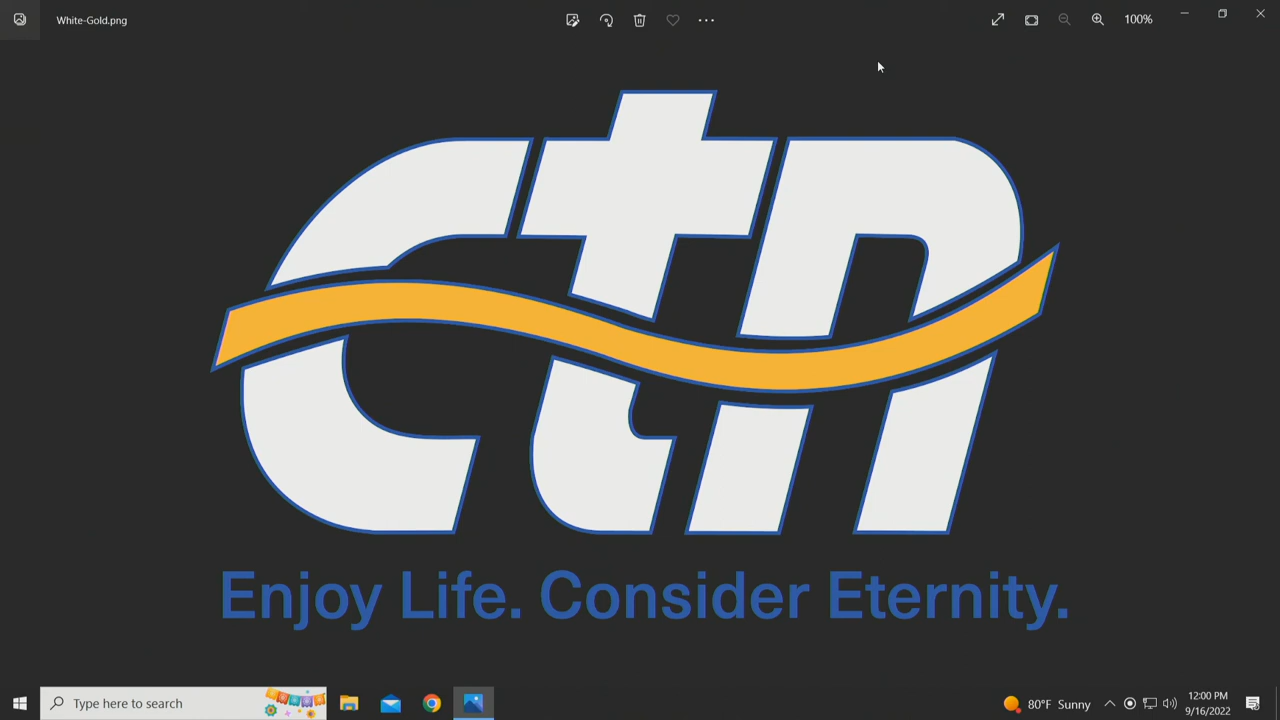 White-Gold.png
100%
ctn
Enjoy Life. Consider Eternity.
Type here to search
80°F Sunny
12:00 PM
9/16/2022